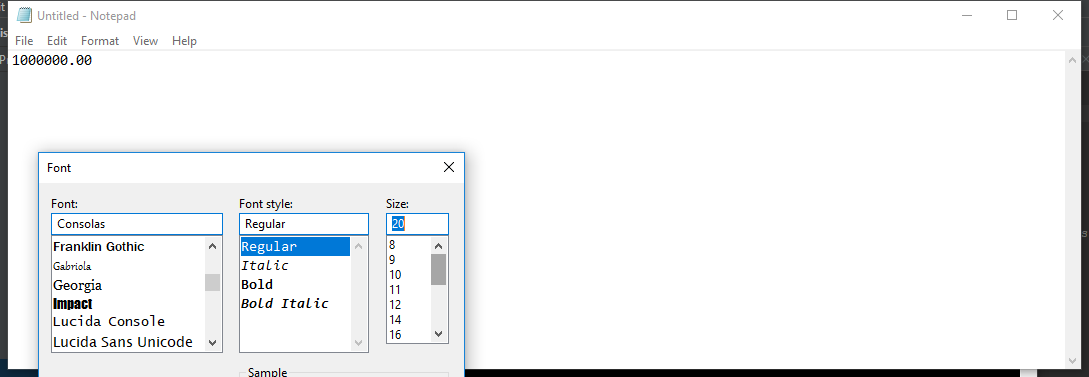 Untitled - Notepad
File Edit Format View Help
1000000.00
Font
Font: Font style: Size:
Consolas Regular 20
Franklin Gothic
Gabriola
Georgia
Impact
Lucida Console
Lucida Sans Unicode
Regular
Italic
Bold
Bold Italic
8
9
10
11
12
14
16
Sample